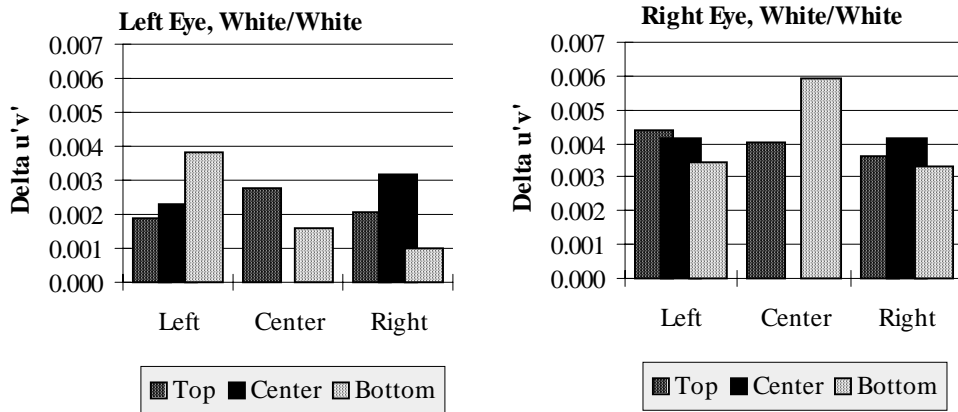 Left Eye, White/White
Delta u'v'
0.007
0.006
0.005
0.004
0.003
0.002
0.001
0.000
Left Center Right
Top Center Bottom
Right Eye, White/White
Delta u'v'
0.007
0.006
0.005
0.004
0.003
0.002
0.001
0.000
Left Center Right
Top Center Bottom